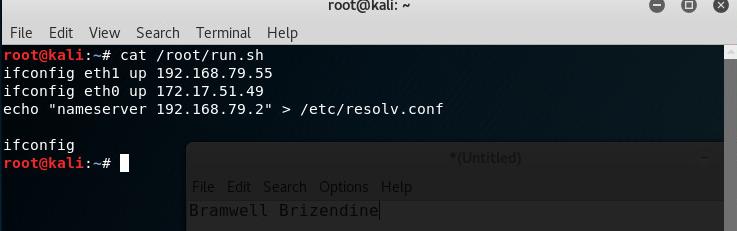 root@kali: ~
File Edit View Search Terminal Help
root@kali:~# cat /root/run.sh
ifconfig eth1 up 192.168.79.55
ifconfig eth0 up 172.17.51.49
echo "nameserver 192.168.79.2" > /etc/resolv.conf
ifconfig
root@kali:~#
*(Untitled)
File Edit Search Options Help
Bramwell Brizendine